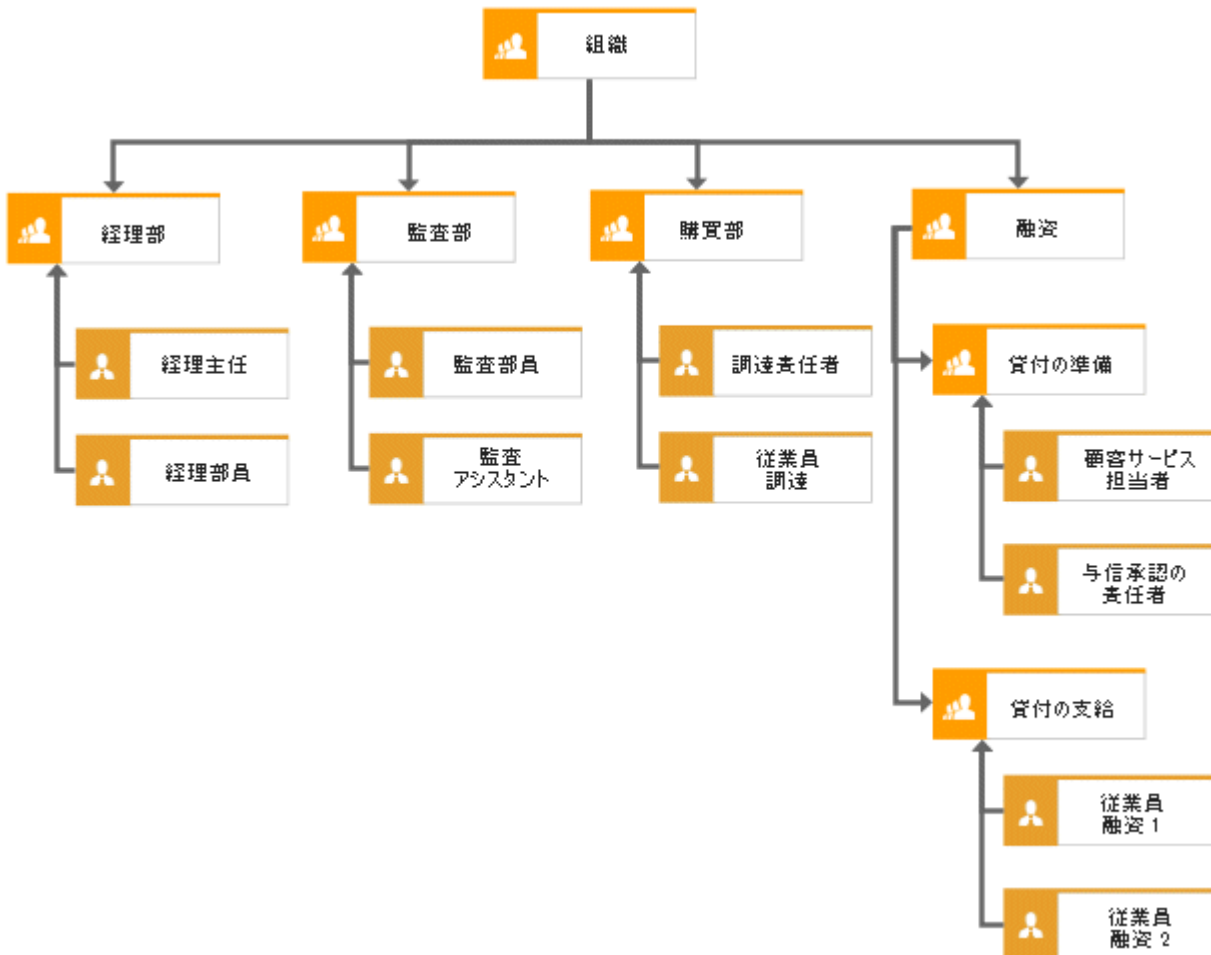 組織
経理部
監査部
購買部
融資
経理主任
監査部員
調達責任者
貸付の準備
経理部員
監査
アシスタント
従業員
調達
顧客サービス
担当者
与信承認の
責任者
貸付の支給
従業員
融資 1
従業員
融資 2